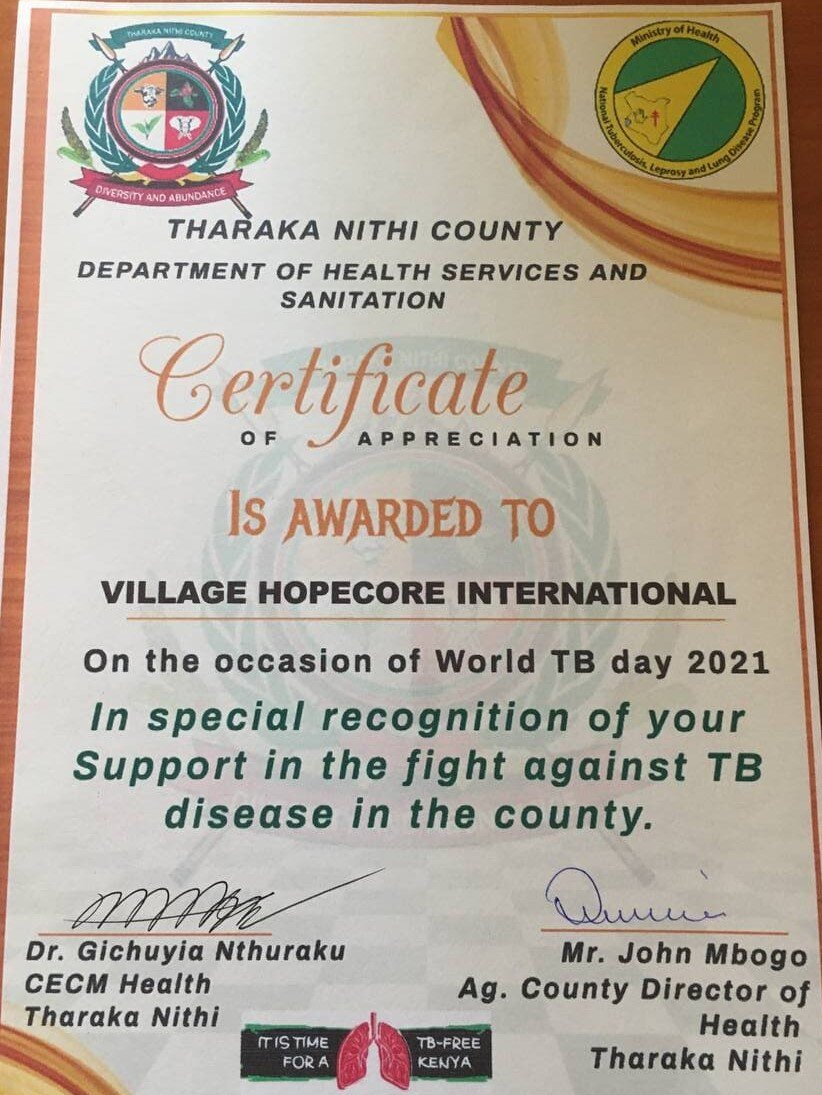 THARAKA NITHI COUNTY
DIVERSITY AND ABUNDANCE
Ministry of Health
National Tuberculosis, Leprosy and Lung Disease Program
THARAKA NITHI COUNTY
DEPARTMENT OF HEALTH SERVICES AND
SANITATION
Certificate
OF APPRECIATION
IS AWARDED TO
VILLAGE HOPECORE INTERNATIONAL
On the occasion of World TB day 2021
In special recognition of your
Support in the fight against TB
disease in the county.
Dr. Gichuyia Nthuraku
CECM Health
Tharaka Nithi
Mr. John Mbogo
Ag. County Director of
Health
Tharaka Nithi
IT IS TIME
FOR A
TB-FREE
KENYA